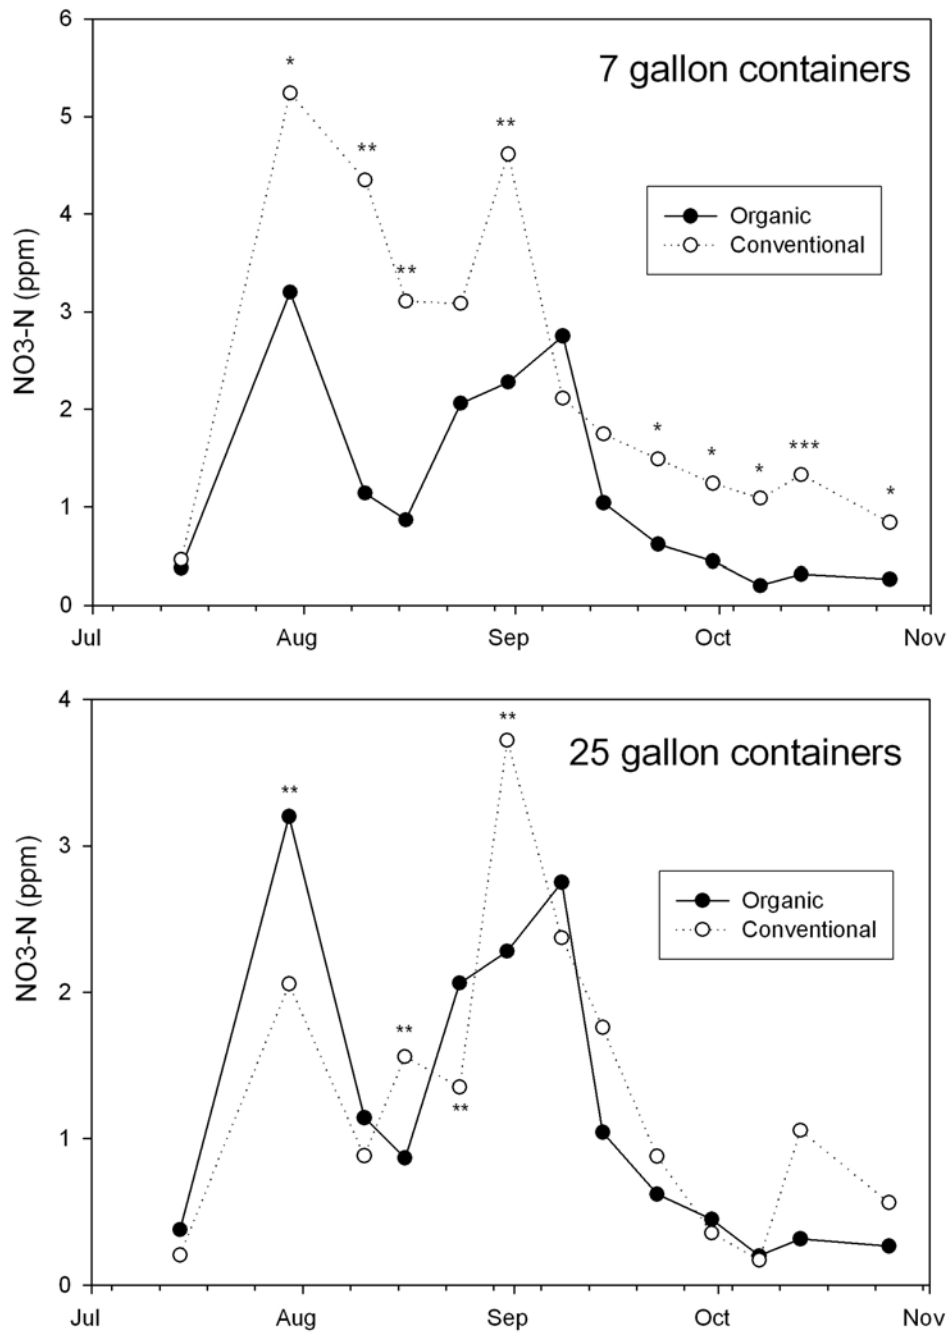 6
*
7 gallon containers
5
**
**
4
Organic
Conventional
**
NO3-N (ppm)
3
2
*
*
*
***
*
1
0
Jul Aug Sep Oct Nov
4
**
25 gallon containers
**
3
Organic
Conventional
NO3-N (ppm)
2
**
**
1
0
Jul Aug Sep Oct Nov